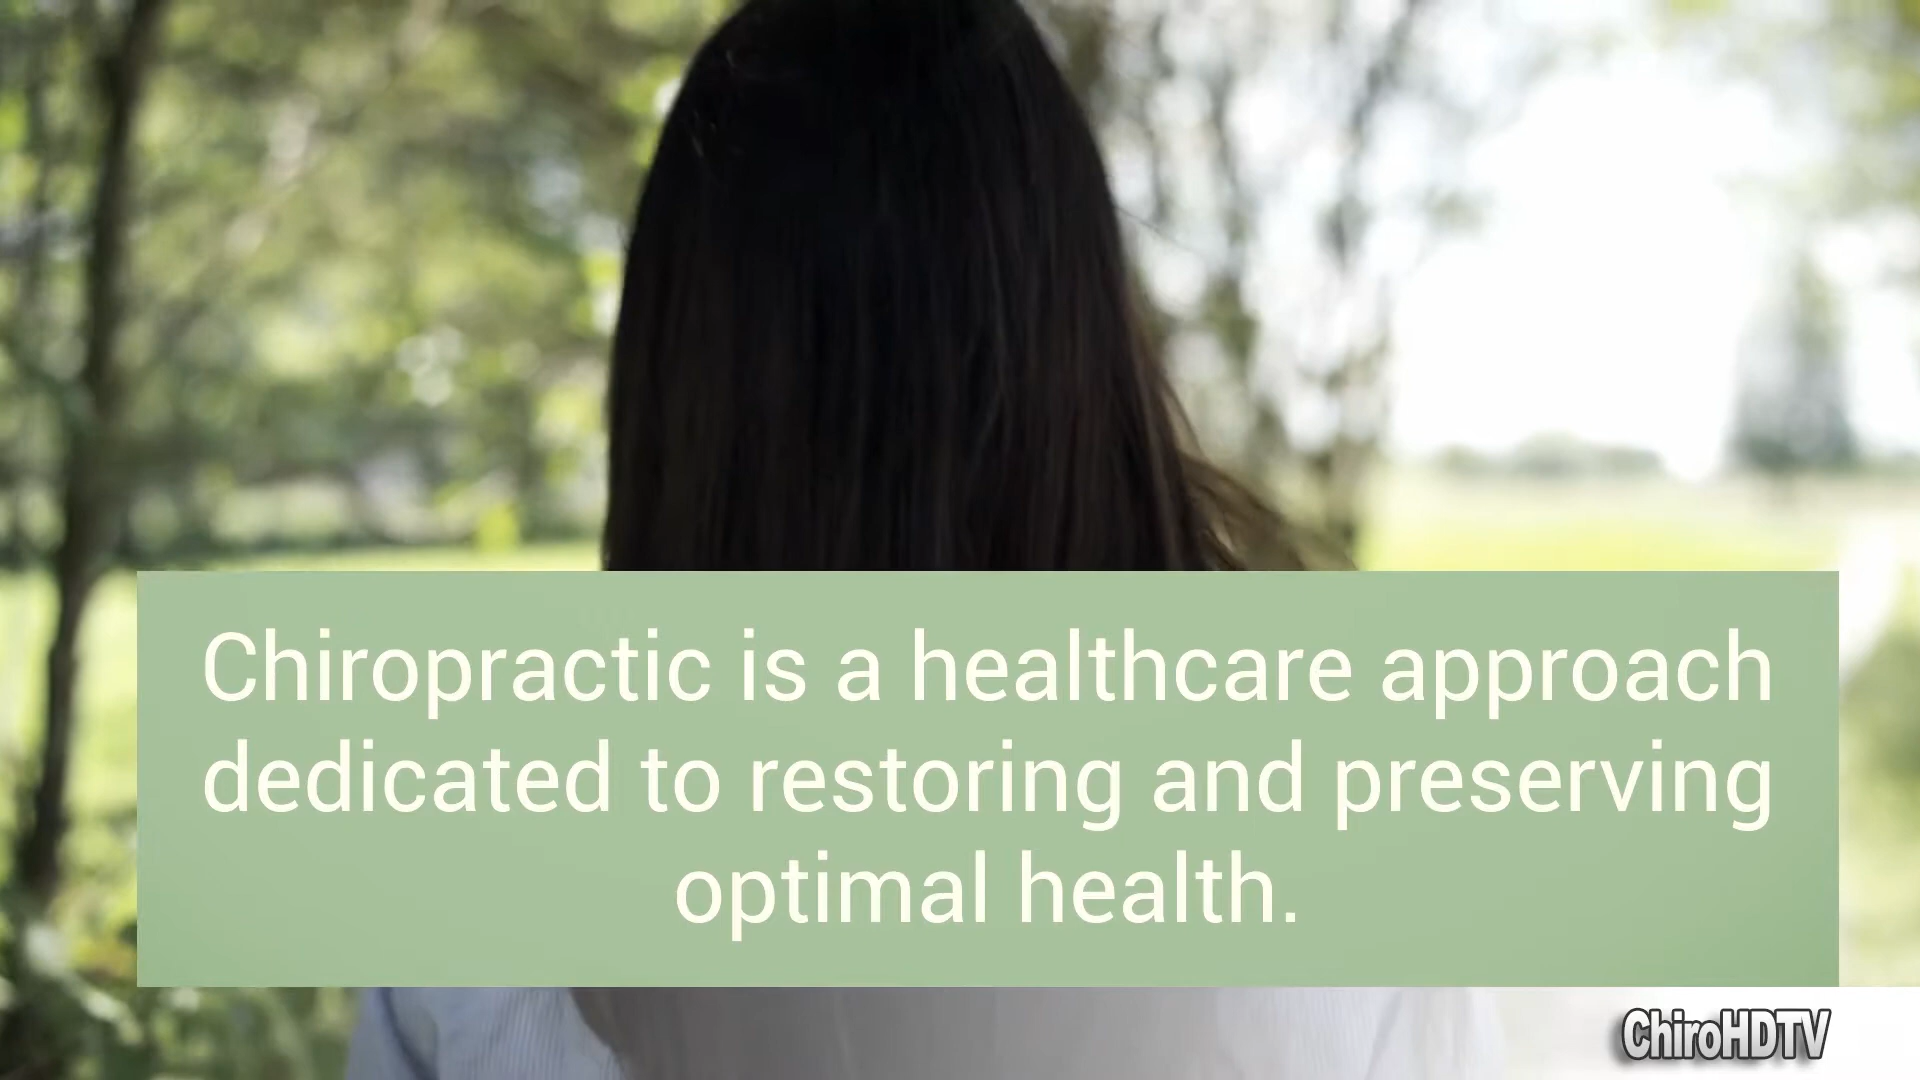 Chiropractic is a healthcare approach
dedicated to restoring and preserving
optimal health.
ChiroHDTV